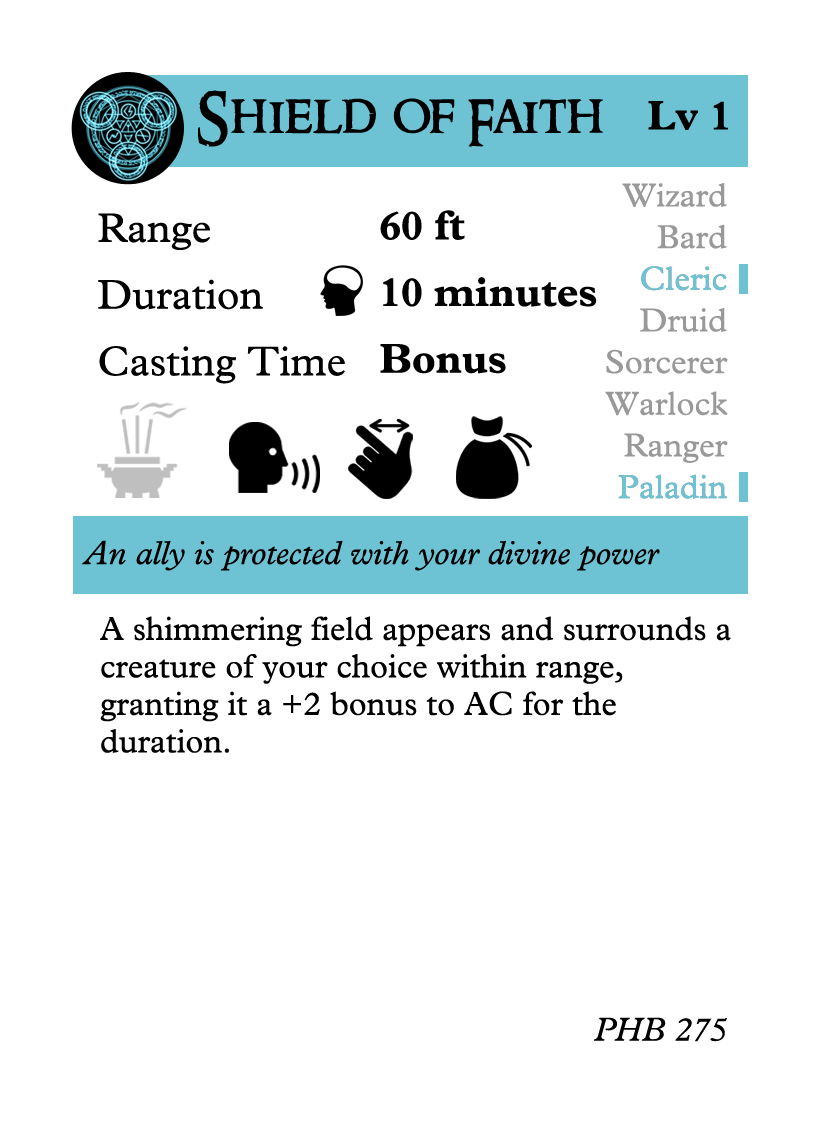 Shield of Faith Lv 1
Wizard
Bard
Cleric
Druid
Sorcerer
Warlock
Ranger
Paladin
Range 60 ft
Duration 10 minutes
Casting Time Bonus
An ally is protected with your divine power
A shimmering field appears and surrounds a
creature of your choice within range,
granting it a +2 bonus to AC for the
duration.
PHB 275